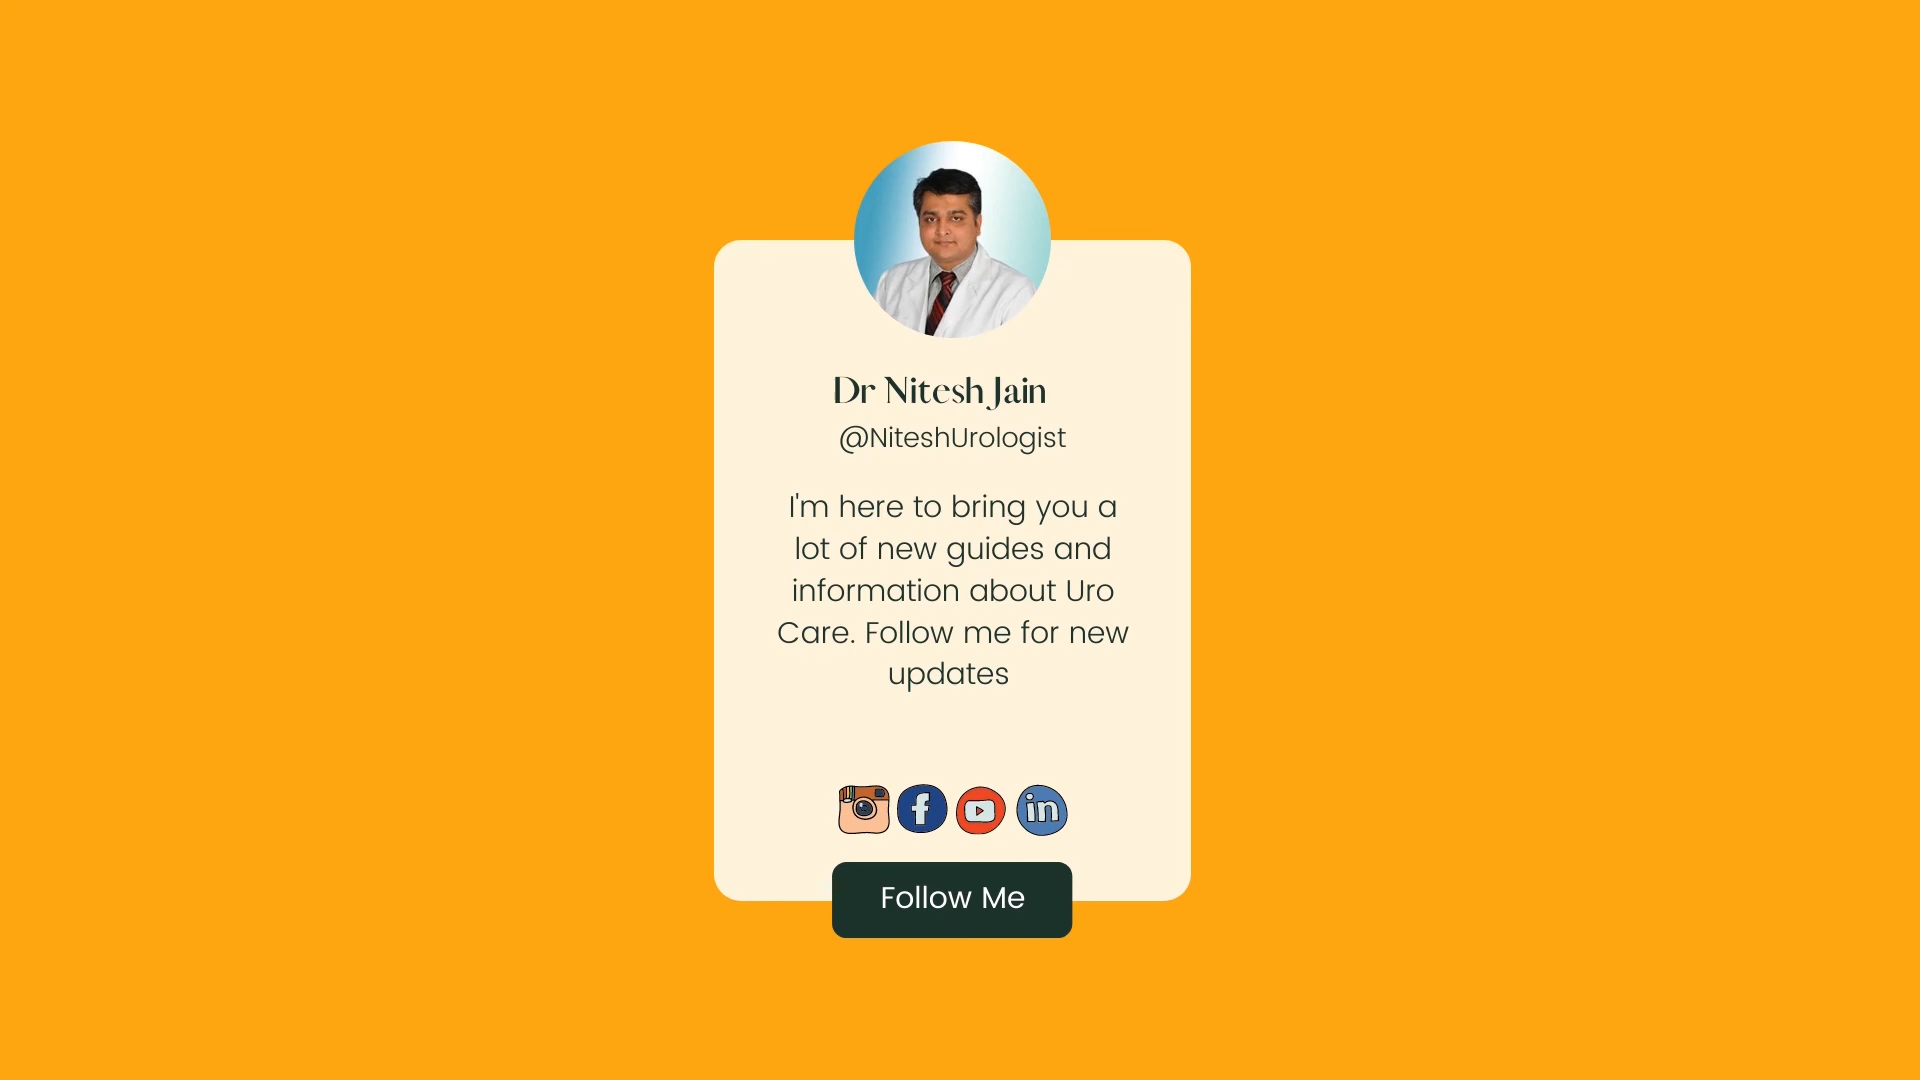 Dr Nitesh Jain
@NiteshUrologist
I'm here to bring you a
lot of new guides and
information about Uro
Care. Follow me for new
updates
f
in
Follow Me